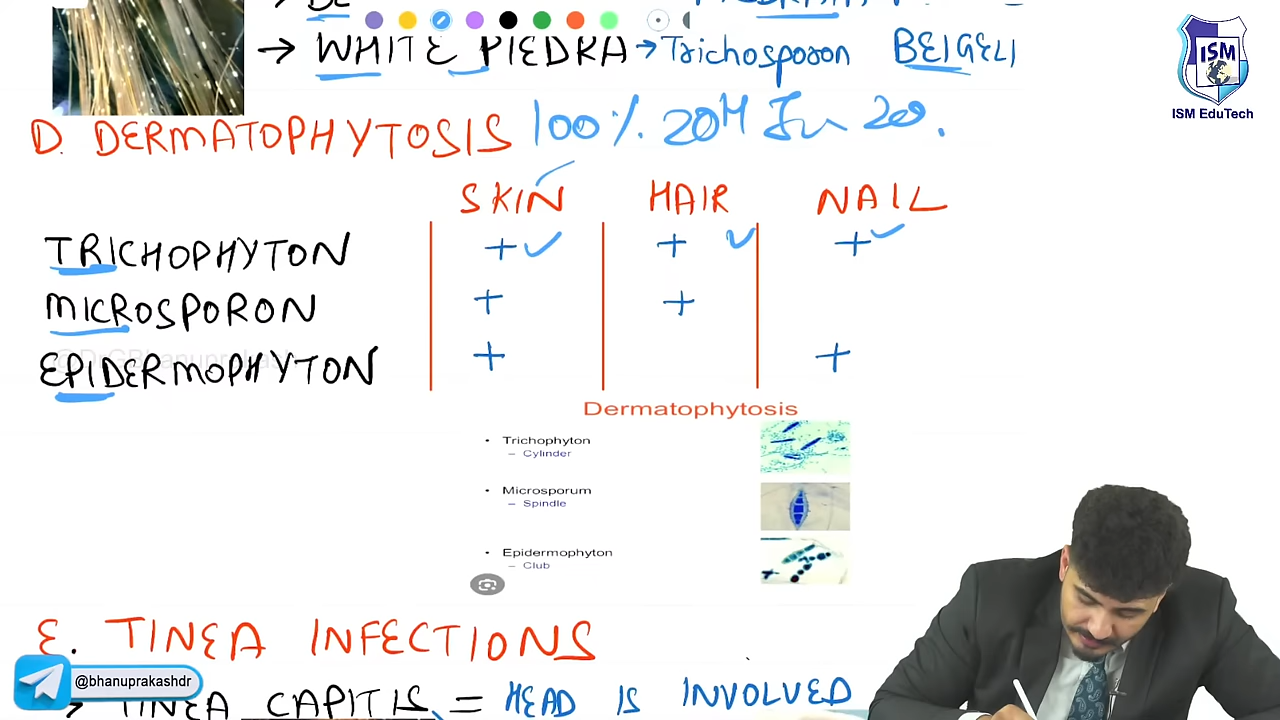 → WHITE PIEDRA → Trichosporon BEIGELI
ISM
ISM EduTech
D. DERMATOPHYTOSIS 100 %
SKIN HAIR NAIL
TRICHOPHYTON + + +
MICROSPORON + +
EPIDERMOPHYTON + +
Dermatophytosis
• Trichophyton
– Cylinder
• Microsporum
– Spindle
• Epidermophyton
– Club
E. TINEA INFECTIONS
@bhanuprakashdr
TINEA CAPITIS = HEAD IS INVOLVED